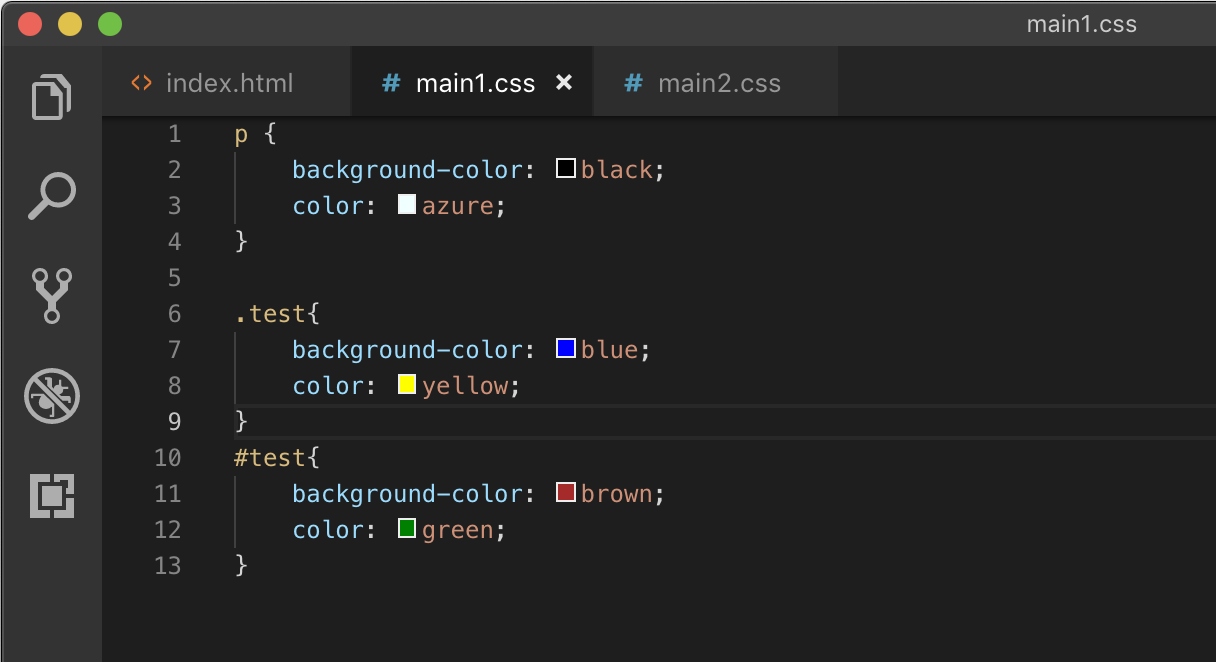 main1.css
index.html
main1.css
main2.css
1 p {
2     background-color: black;
3     color: azure;
4 }
5
6 .test{
7     background-color: blue;
8     color: yellow;
9 }
10 #test{
11     background-color: brown;
12     color: green;
13 }